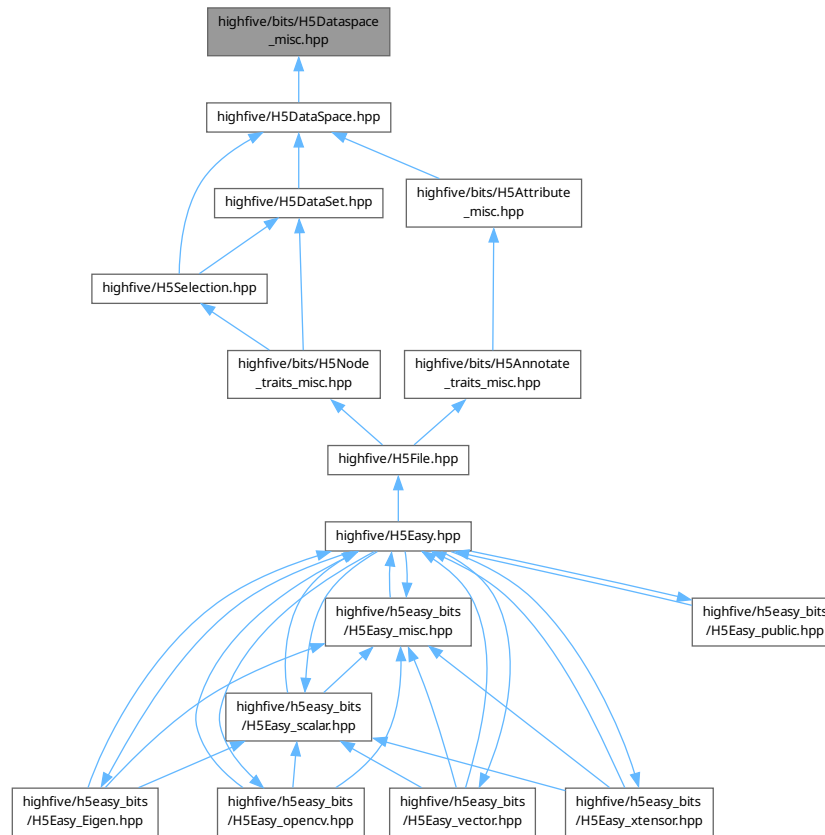 highfive/bits/H5Dataspace
_misc.hpp
highfive/H5DataSpace.hpp
highfive/H5DataSet.hpp
highfive/bits/H5Attribute
_misc.hpp
highfive/H5Selection.hpp
highfive/bits/H5Node
_traits_misc.hpp
highfive/bits/H5Annotate
_traits_misc.hpp
highfive/H5File.hpp
highfive/H5Easy.hpp
highfive/h5easy_bits
/H5Easy_misc.hpp
highfive/h5easy_bits
/H5Easy_public.hpp
highfive/h5easy_bits
/H5Easy_scalar.hpp
highfive/h5easy_bits
/H5Easy_Eigen.hpp
highfive/h5easy_bits
/H5Easy_opencv.hpp
highfive/h5easy_bits
/H5Easy_vector.hpp
highfive/h5easy_bits
/H5Easy_xtensor.hpp